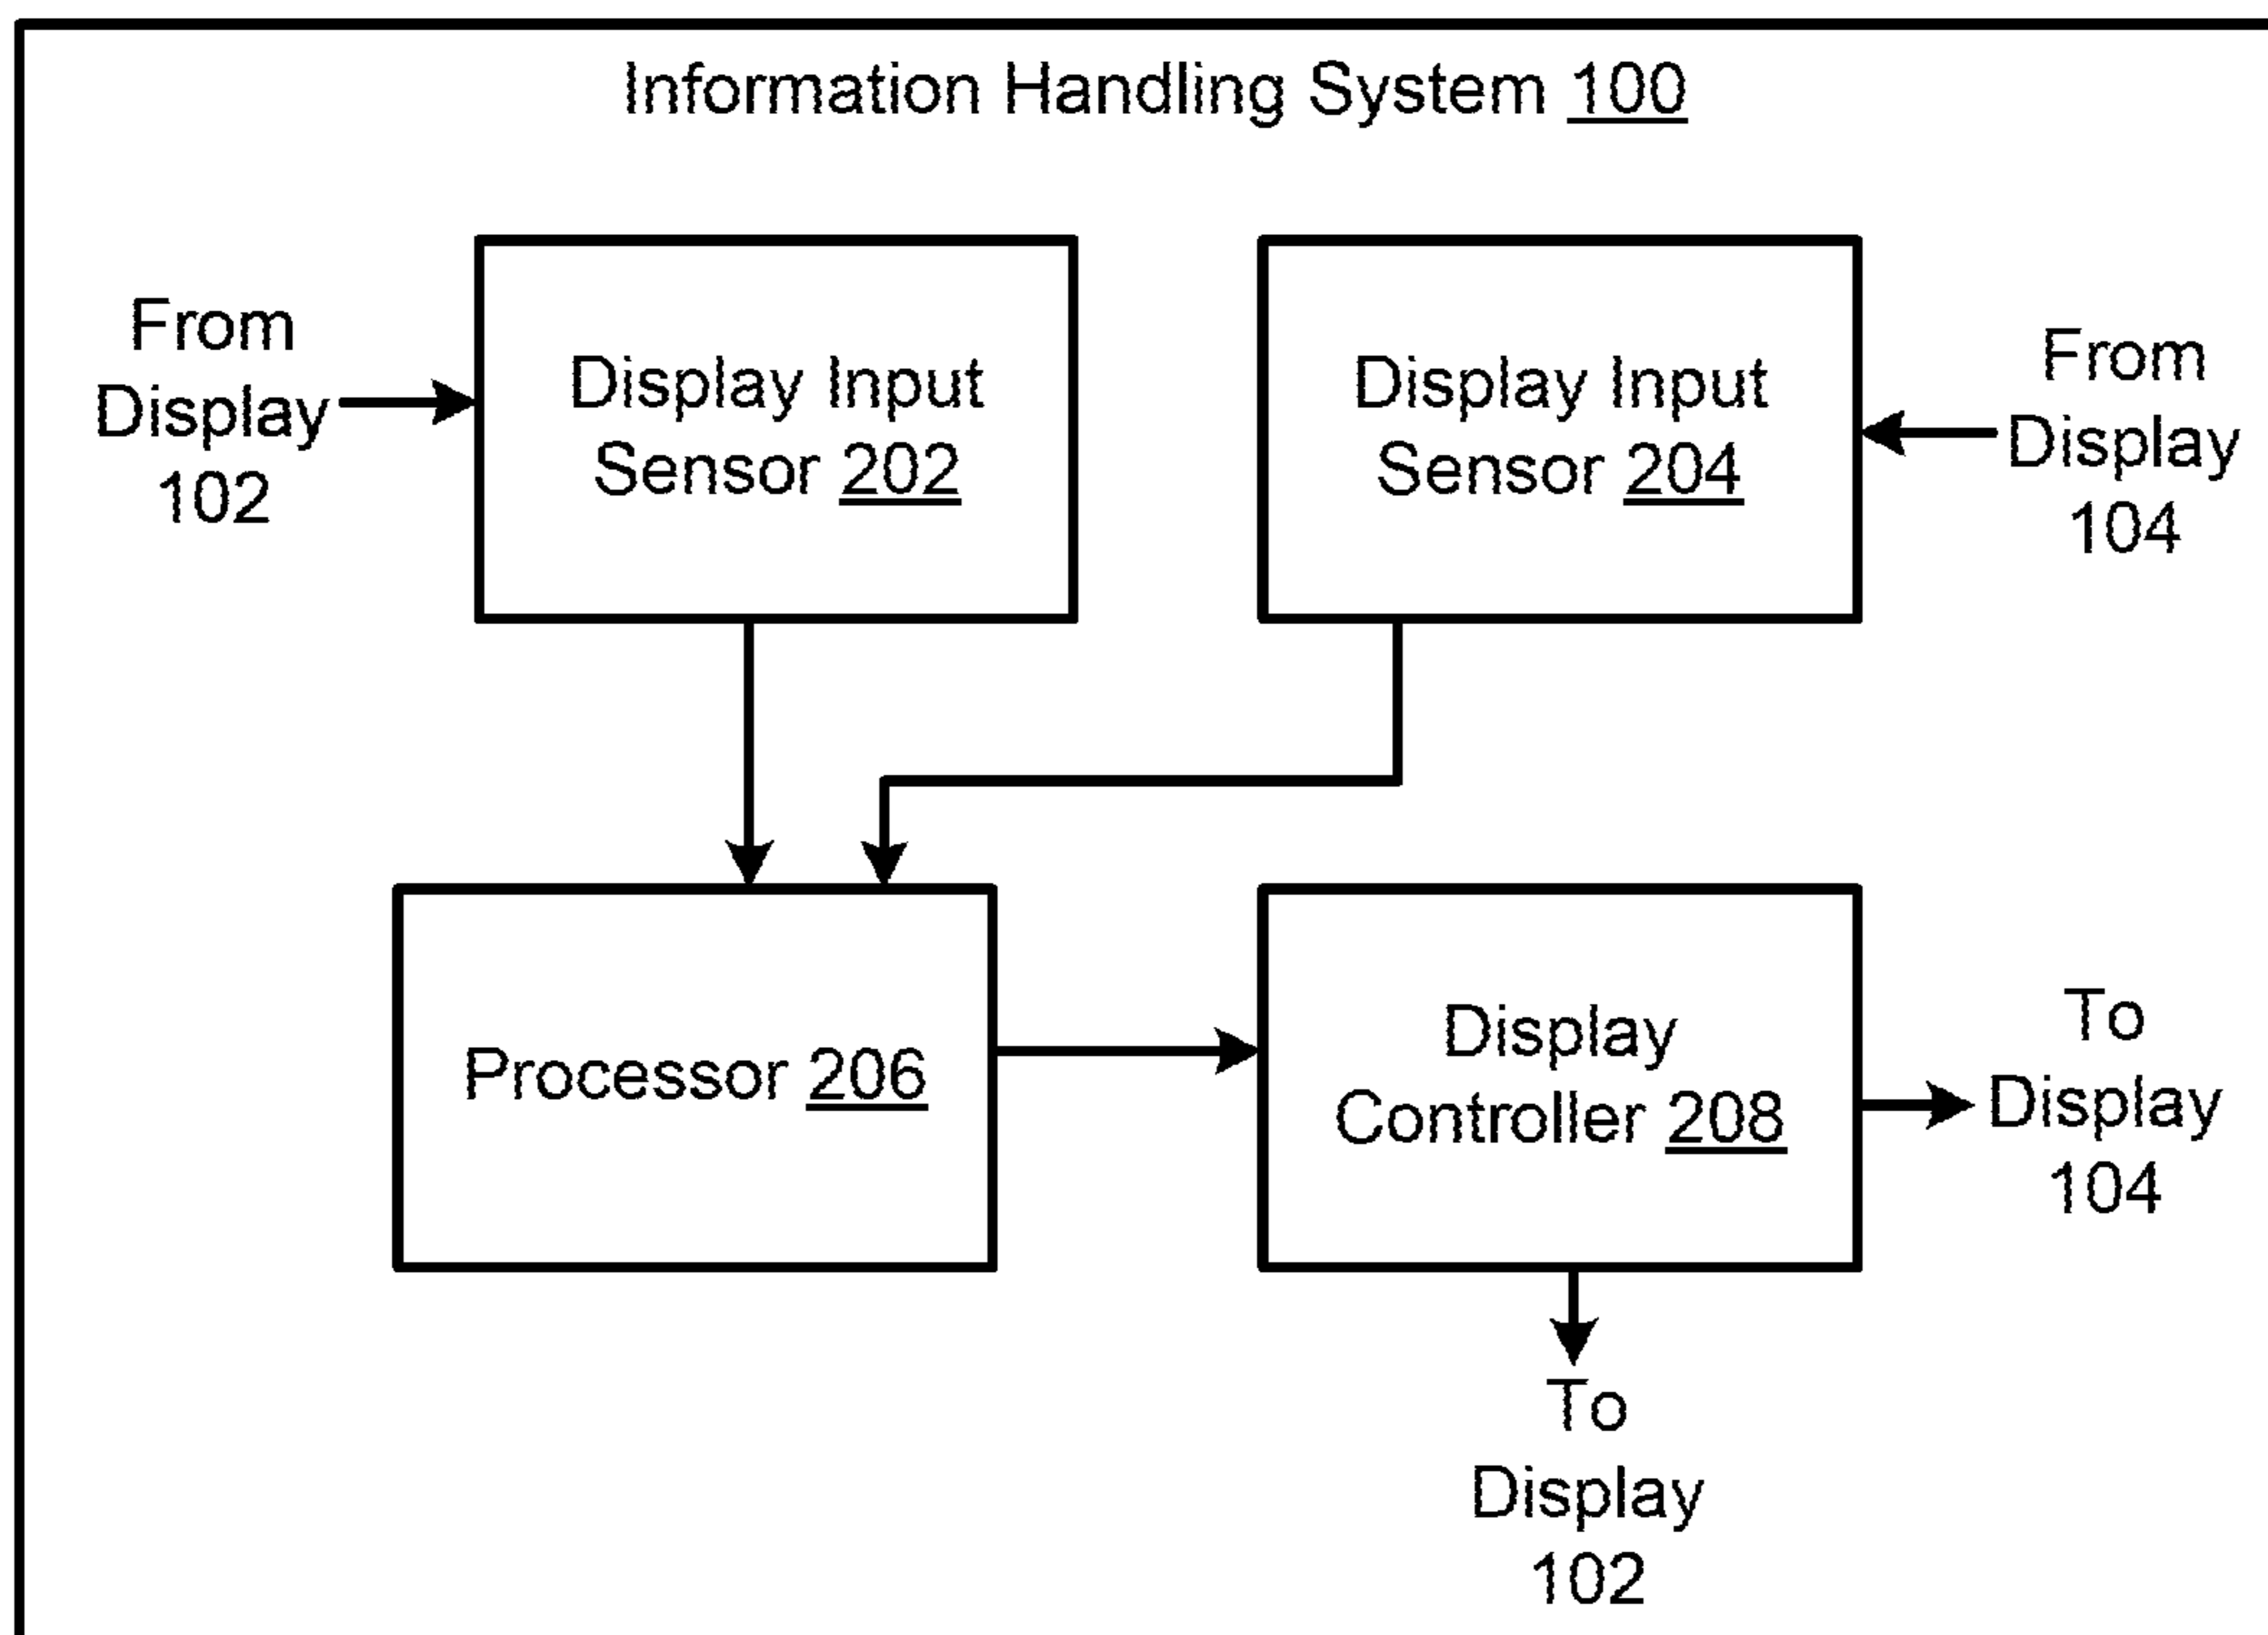 Information Handling System 100
From
Display
102
Display Input
Sensor 202
Display Input
Sensor 204
From
Display
104
Processor 206
Display
Controller 208
To
Display
104
To
Display
102